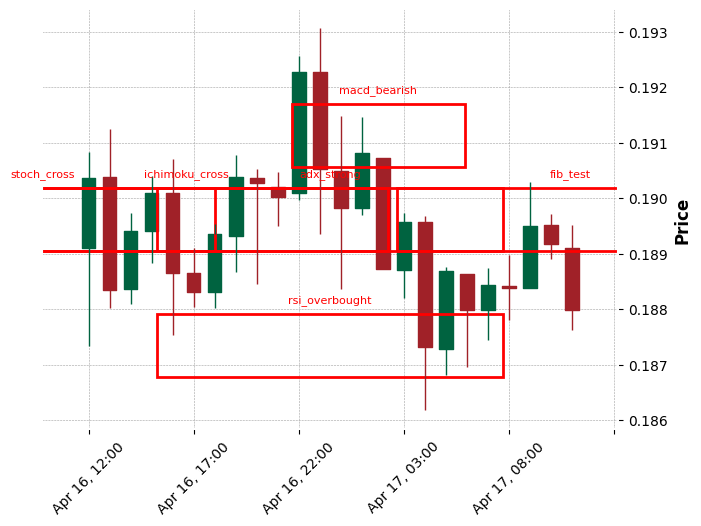 0.193
0.192
macd_bearish
0.191
stoch_cross
ichimoku_cross
adx_strong
fib_test
0.190
Price
0.189
rsi_overbought
0.188
0.187
0.186
Apr 16, 12:00
Apr 16, 17:00
Apr 16, 22:00
Apr 17, 03:00
Apr 17, 08:00